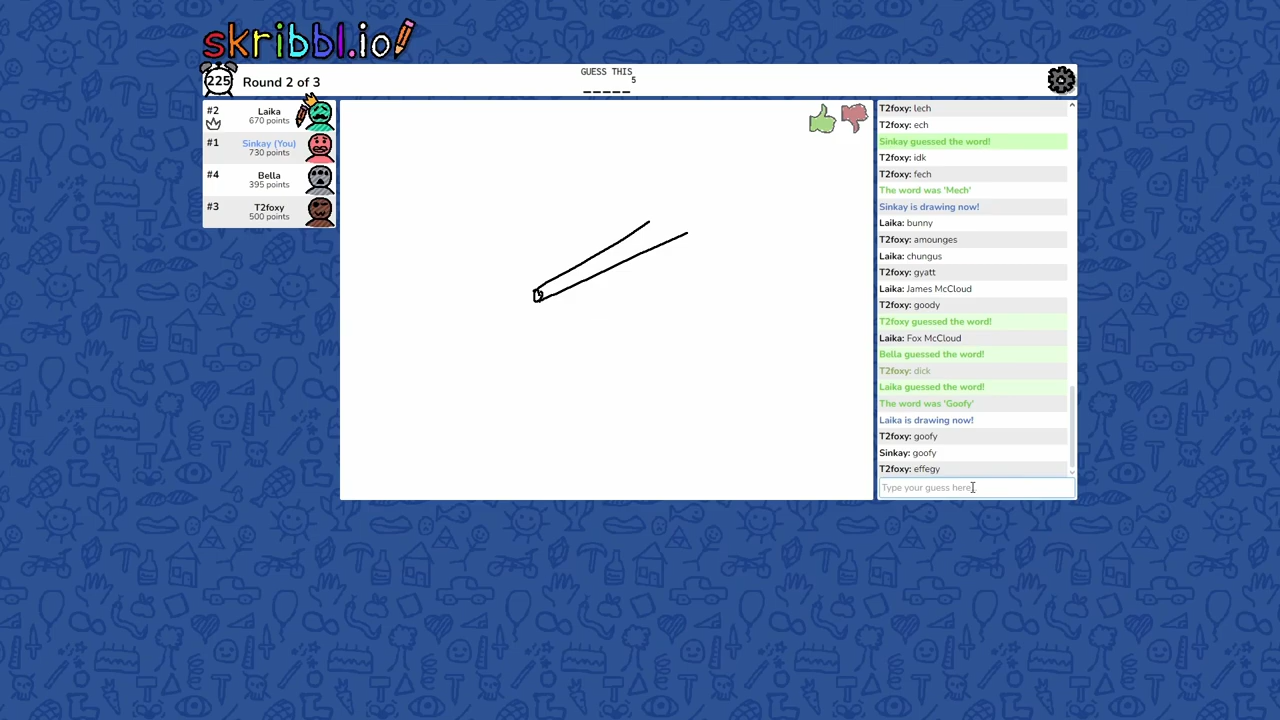 skribbl.io
225
Round 2 of 3
GUESS THIS
5
_____
#2
Laika
670 points
#1
Sinkay (You)
730 points
#4
Bella
395 points
#3
T2foxy
500 points
T2foxy: lech
T2foxy: ech
Sinkay guessed the word!
T2foxy: idk
T2foxy: fech
The word was 'Mech'
Sinkay is drawing now!
Laika: bunny
T2foxy: amounges
Laika: chungus
T2foxy: gyatt
Laika: James McCloud
T2foxy: goody
T2foxy guessed the word!
Laika: Fox McCloud
Bella guessed the word!
T2foxy: dick
Laika guessed the word!
The word was 'Goofy'
Laika is drawing now!
T2foxy: goofy
Sinkay: goofy
T2foxy: effegy
Type your guess here